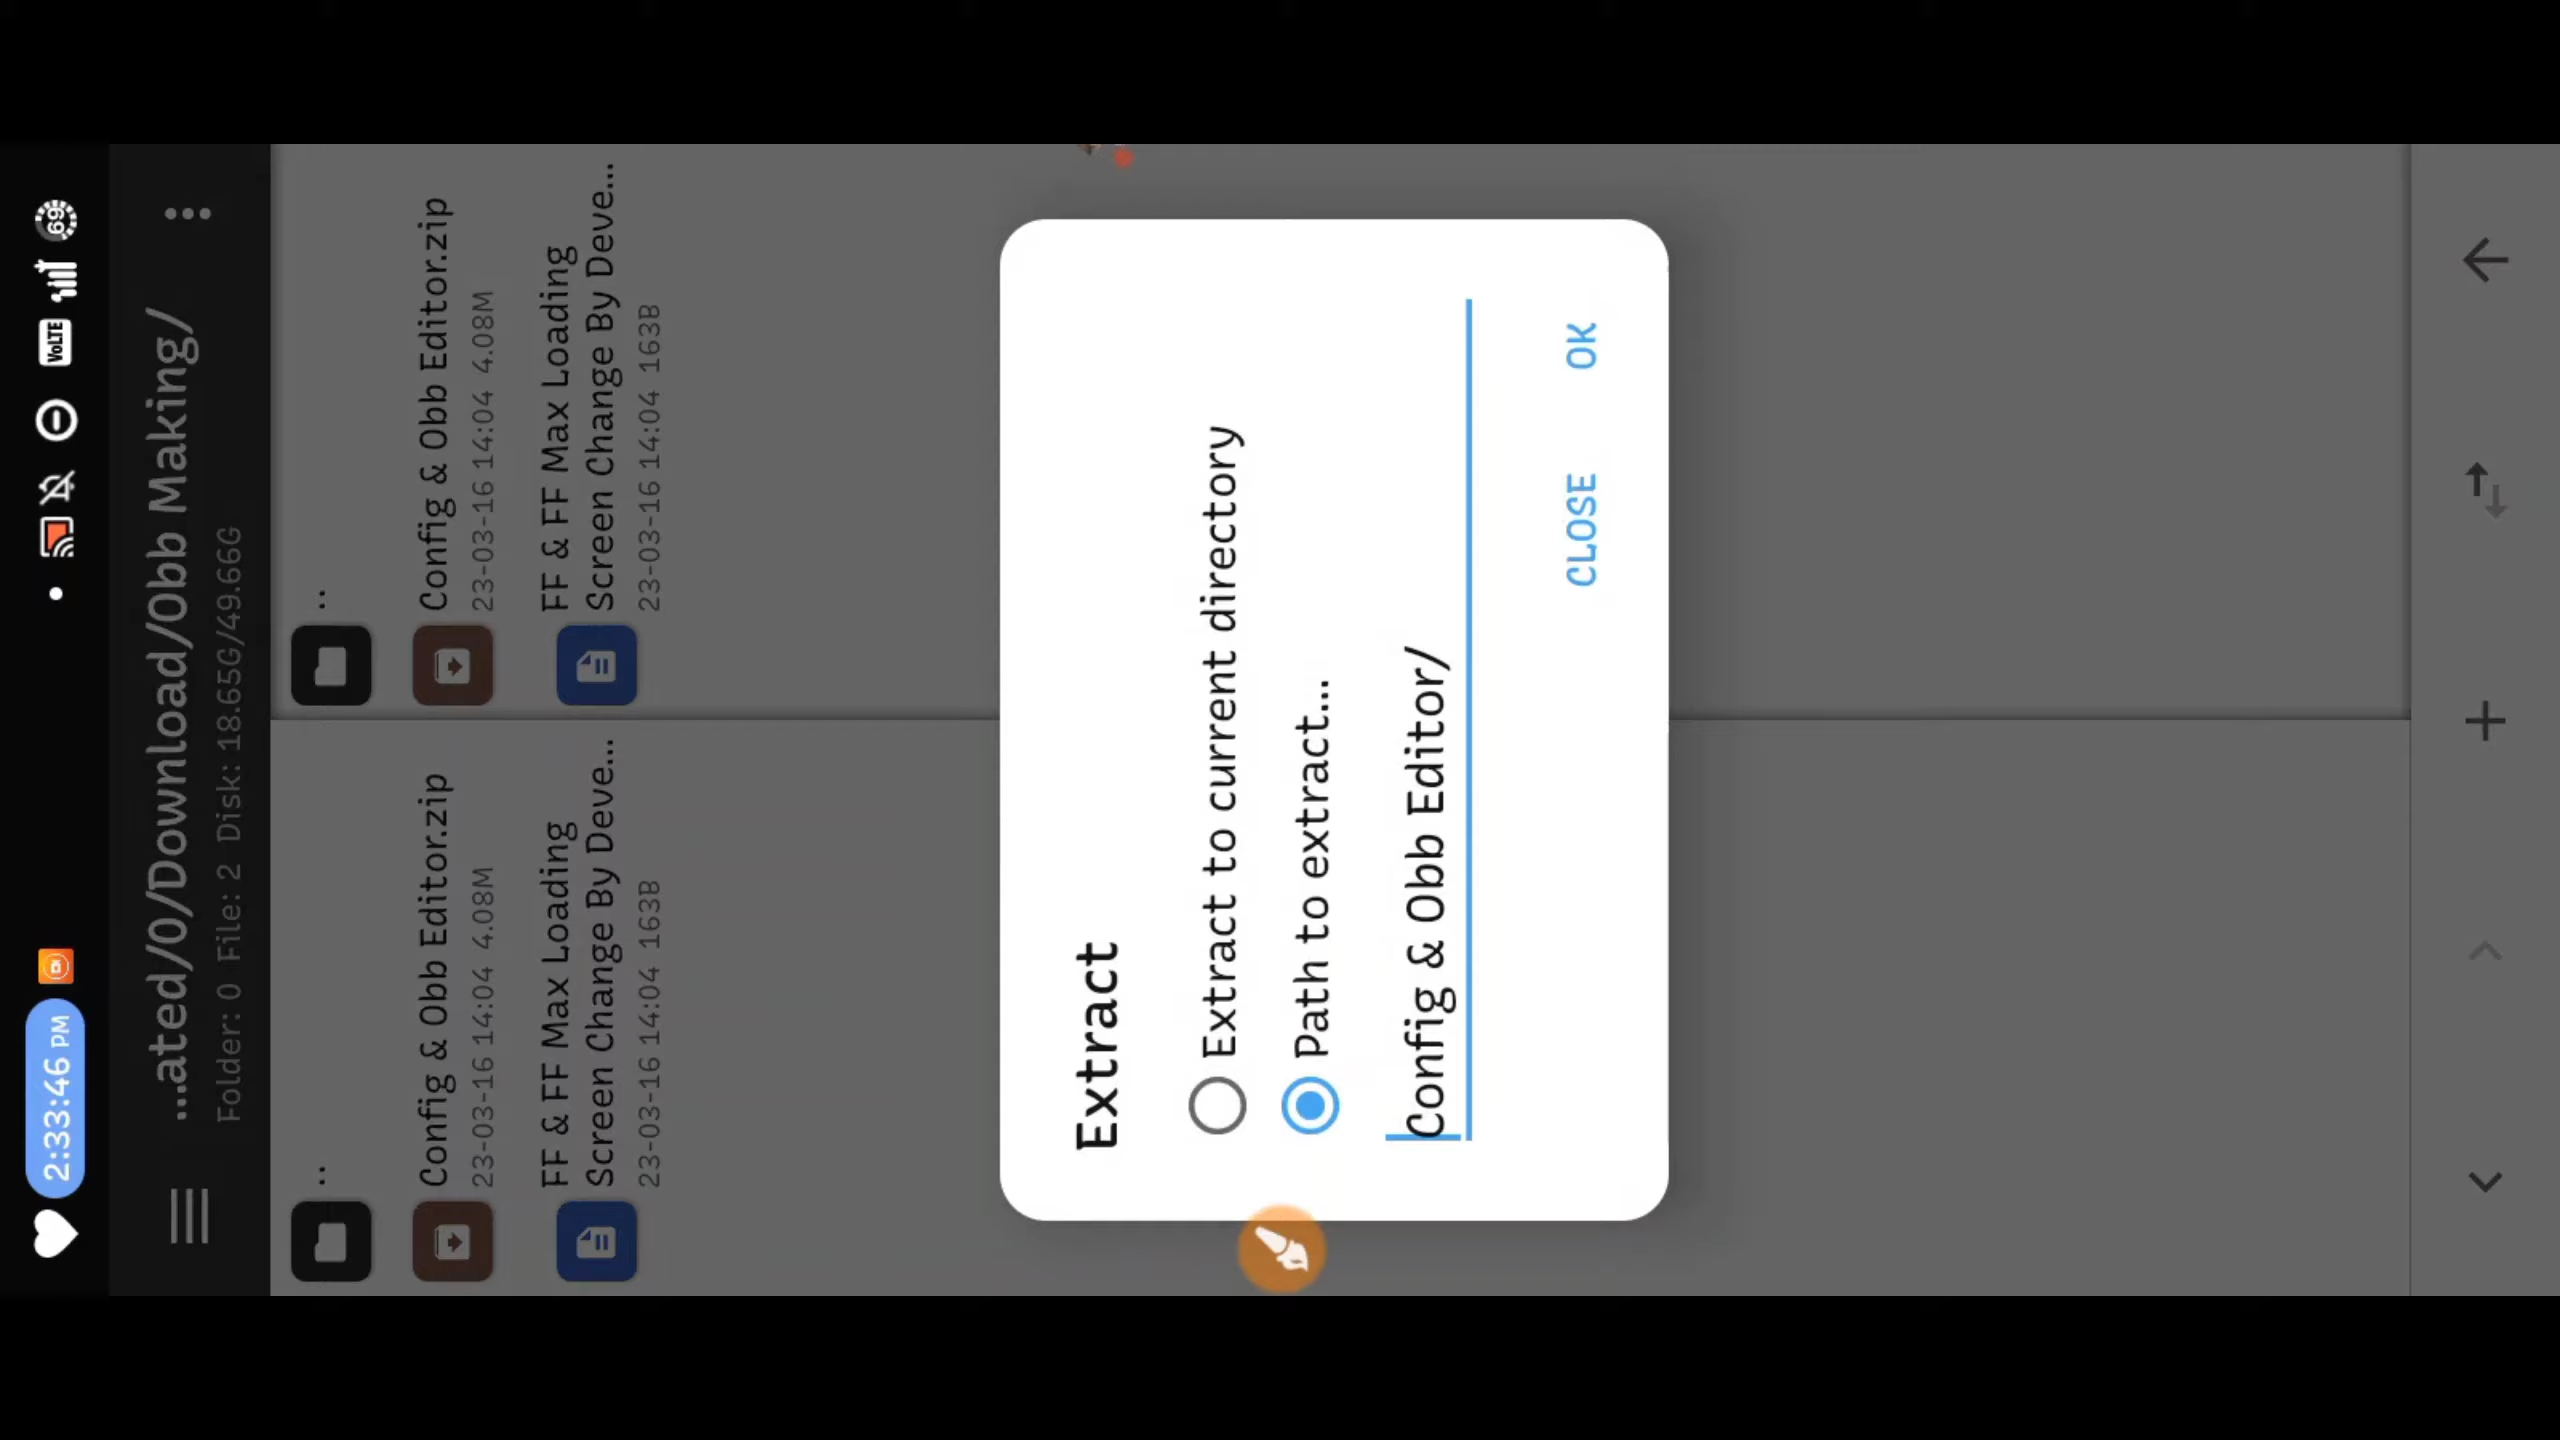 2:33:46 PM
VoLTE
69
...ated/0/Download/Obb Making/
Folder: 0 File: 2 Disk: 18.65G/49.66G
..
Config & Obb Editor.zip
23-03-16 14:04 4.08M
FF & FF Max Loading
Screen Change By Deve...
23-03-16 14:04 163B
..
Config & Obb Editor.zip
23-03-16 14:04 4.08M
FF & FF Max Loading
Screen Change By Deve...
23-03-16 14:04 163B
Extract
Extract to current directory
Path to extract...
Config & Obb Editor/
CLOSE OK